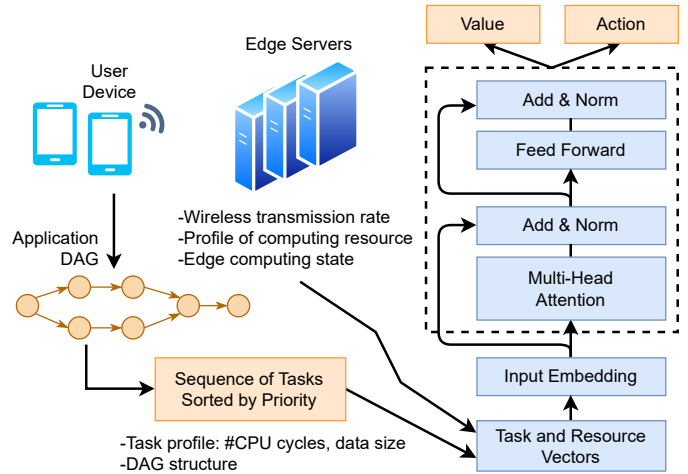 User
Device
Edge Servers
Value
Action
Add & Norm
Feed Forward
-Wireless transmission rate
-Profile of computing resource
-Edge computing state
Add & Norm
Multi-Head
Attention
Application
DAG
Sequence of Tasks
Sorted by Priority
Input Embedding
-Task profile: #CPU cycles, data size
-DAG structure
Task and Resource
Vectors